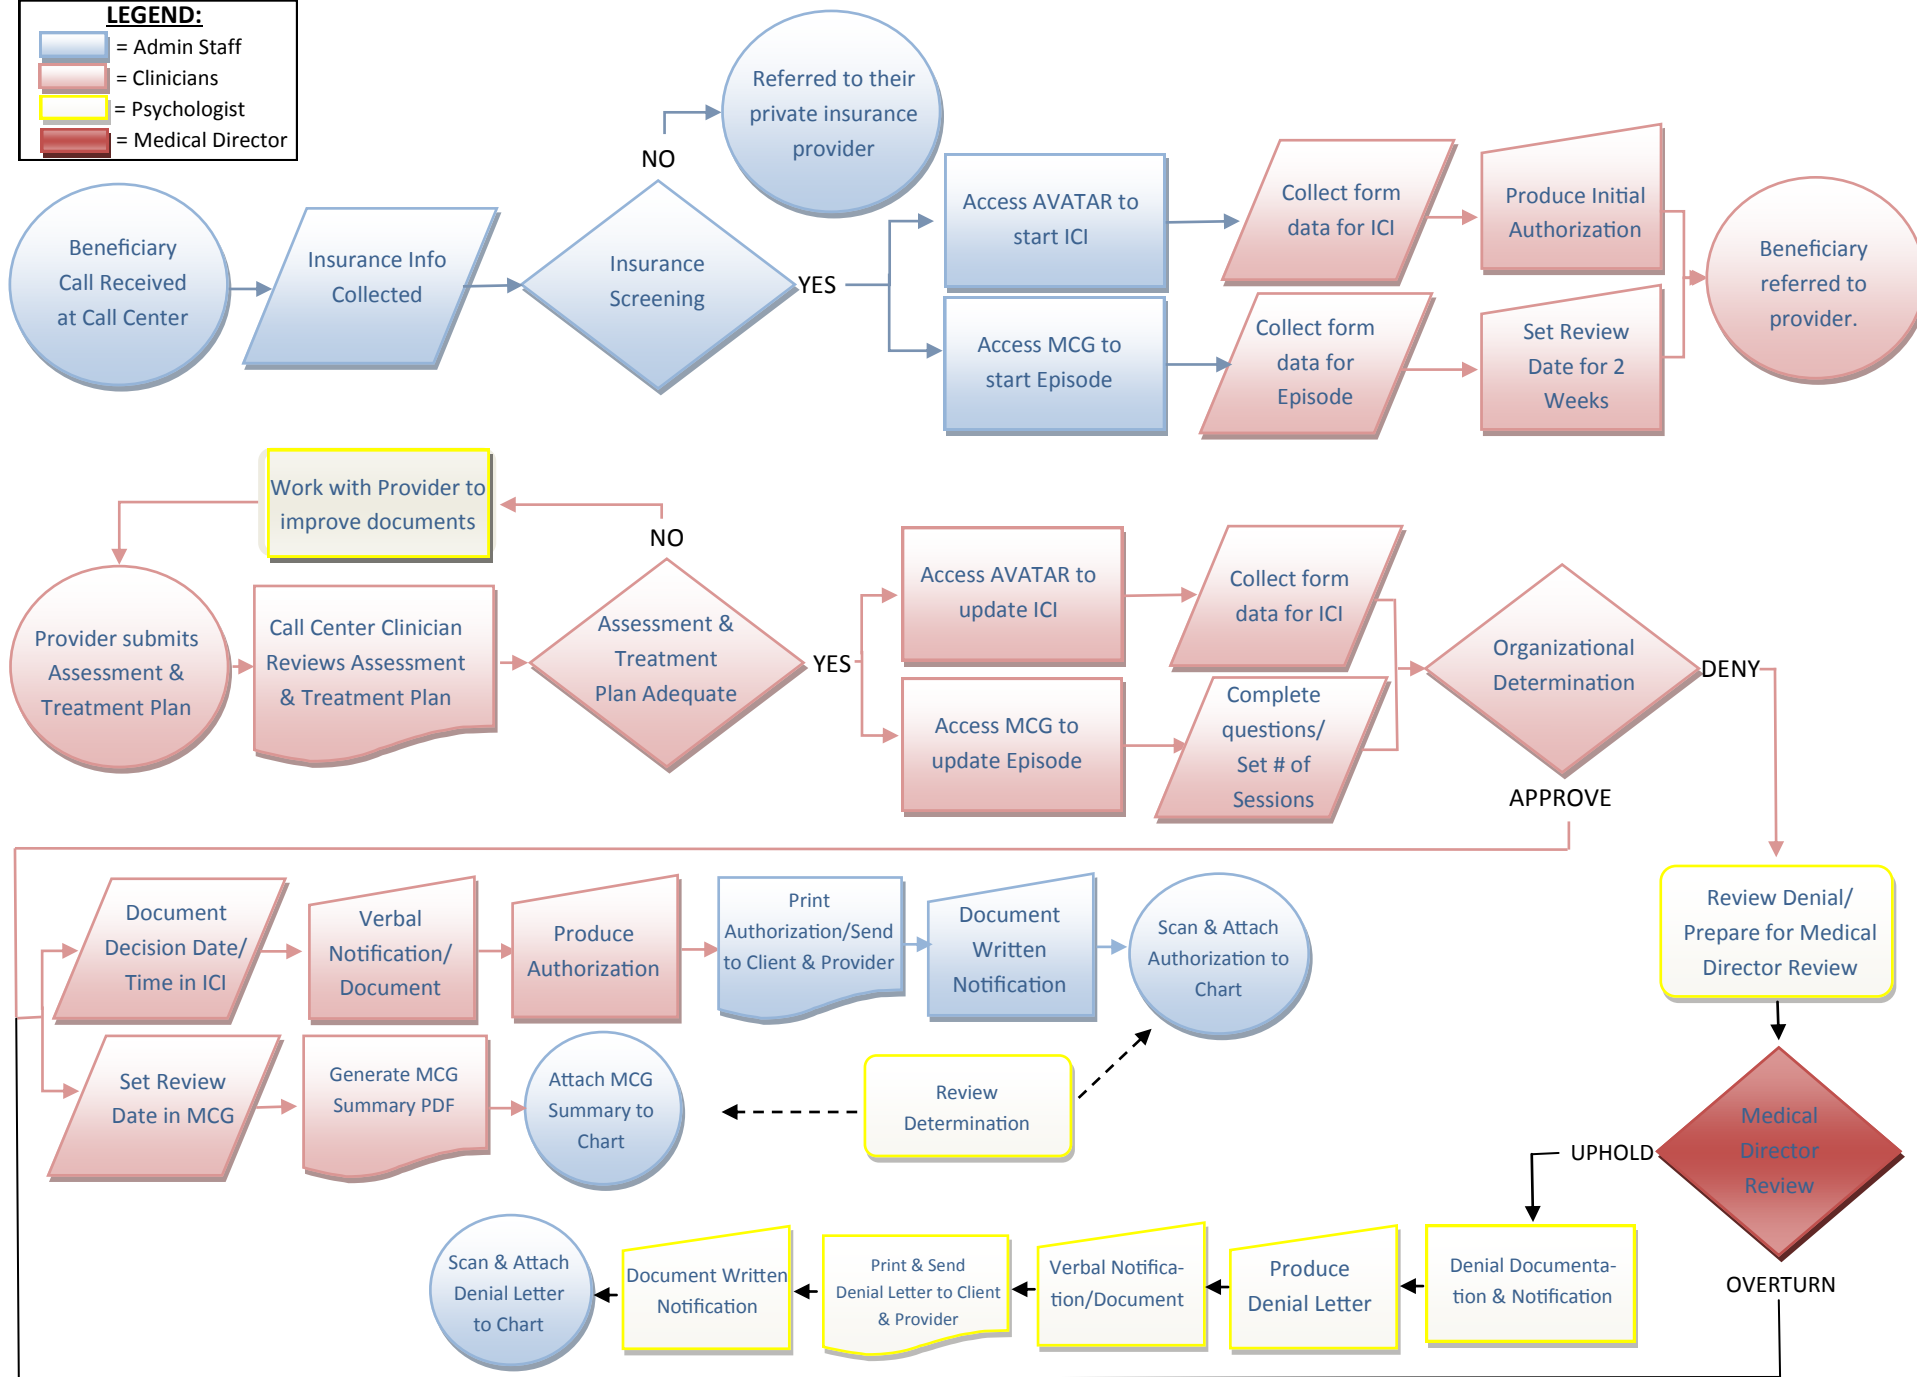 LEGEND:
= Admin Staff
= Clinicians
= Psychologist
= Medical Director
Beneficiary
Call Received
at Call Center
Insurance Info
Collected
Insurance
Screening
NO
Referred to their
private insurance
provider
YES
Access AVATAR to
start ICI
Collect form
data for ICI
Produce Initial
Authorization
Access MCG to
start Episode
Collect form
data for
Episode
Set Review
Date for 2
Weeks
Beneficiary
referred to
provider.
Work with Provider to
improve documents
NO
Provider submits
Assessment &
Treatment Plan
Call Center Clinician
Reviews Assessment
& Treatment Plan
Assessment &
Treatment
Plan Adequate
YES
Access AVATAR to
update ICI
Collect form
data for ICI
Access MCG to
update Episode
Complete
questions/
Set # of
Sessions
Organizational
Determination
DENY
APPROVE
Document
Decision Date/
Time in ICI
Verbal
Notification/
Document
Produce
Authorization
Print
Authorization/Send
to Client & Provider
Document
Written
Notification
Scan & Attach
Authorization to
Chart
Review Denial/
Prepare for Medical
Director Review
Set Review
Date in MCG
Generate MCG
Summary PDF
Attach MCG
Summary to
Chart
Review
Determination
Medical
Director
Review
UPHOLD
OVERTURN
Denial Documenta-
tion & Notification
Produce
Denial Letter
Verbal Notifica-
tion/Document
Print & Send
Denial Letter to Client
& Provider
Document Written
Notification
Scan & Attach
Denial Letter
to Chart